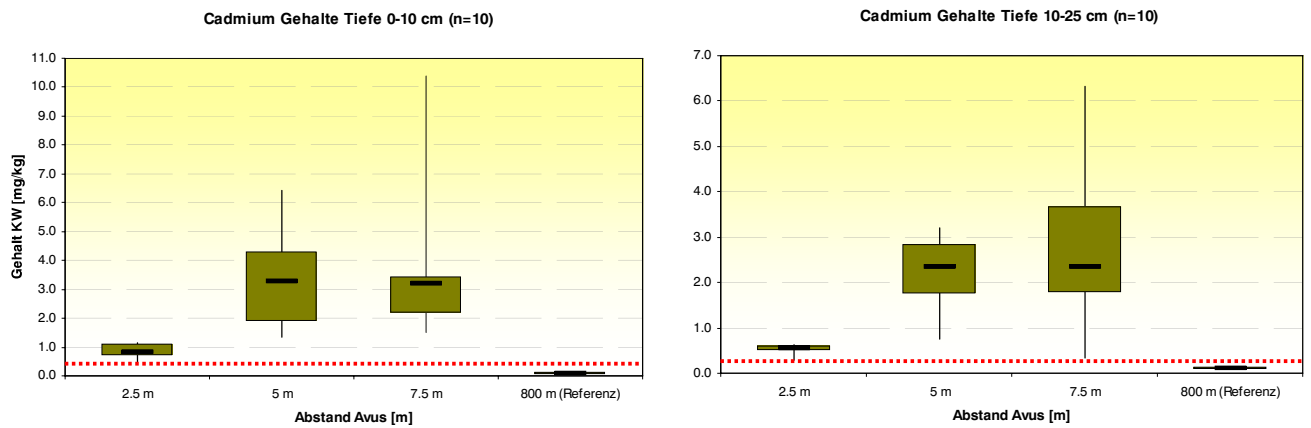 Cadmium Gehalte Tiefe 0-10 cm (n=10)
11.0
10.0
9.0
8.0
7.0
6.0
5.0
4.0
3.0
2.0
1.0
0.0
Gehalt KW [mg/kg]
2.5 m
5 m
7.5 m
800 m (Referenz)
Abstand Avus [m]
Cadmium Gehalte Tiefe 10-25 cm (n=10)
7.0
6.0
5.0
4.0
3.0
2.0
1.0
0.0
2.5 m
5 m
7.5 m
800 m (Referenz)
Abstand Avus [m]